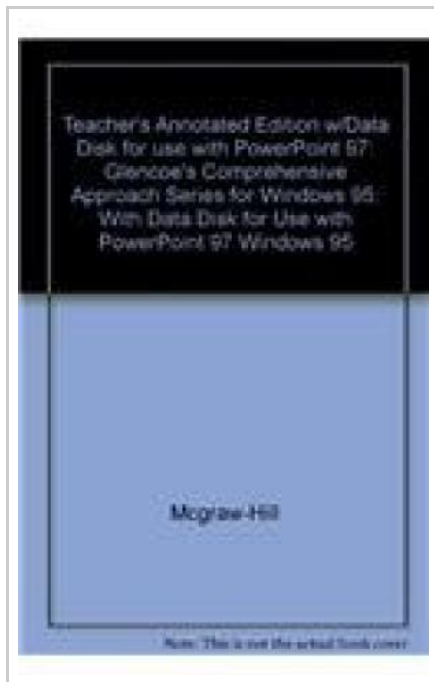 Teacher's Annotated Edition w/Data
Disk for use with PowerPoint 97:
Glencoe's Comprehensive
Approach Series for Windows 95:
With Data Disk for Use with
PowerPoint 97 Windows 95
Mcgraw-Hill
Note: This is not the actual book cover